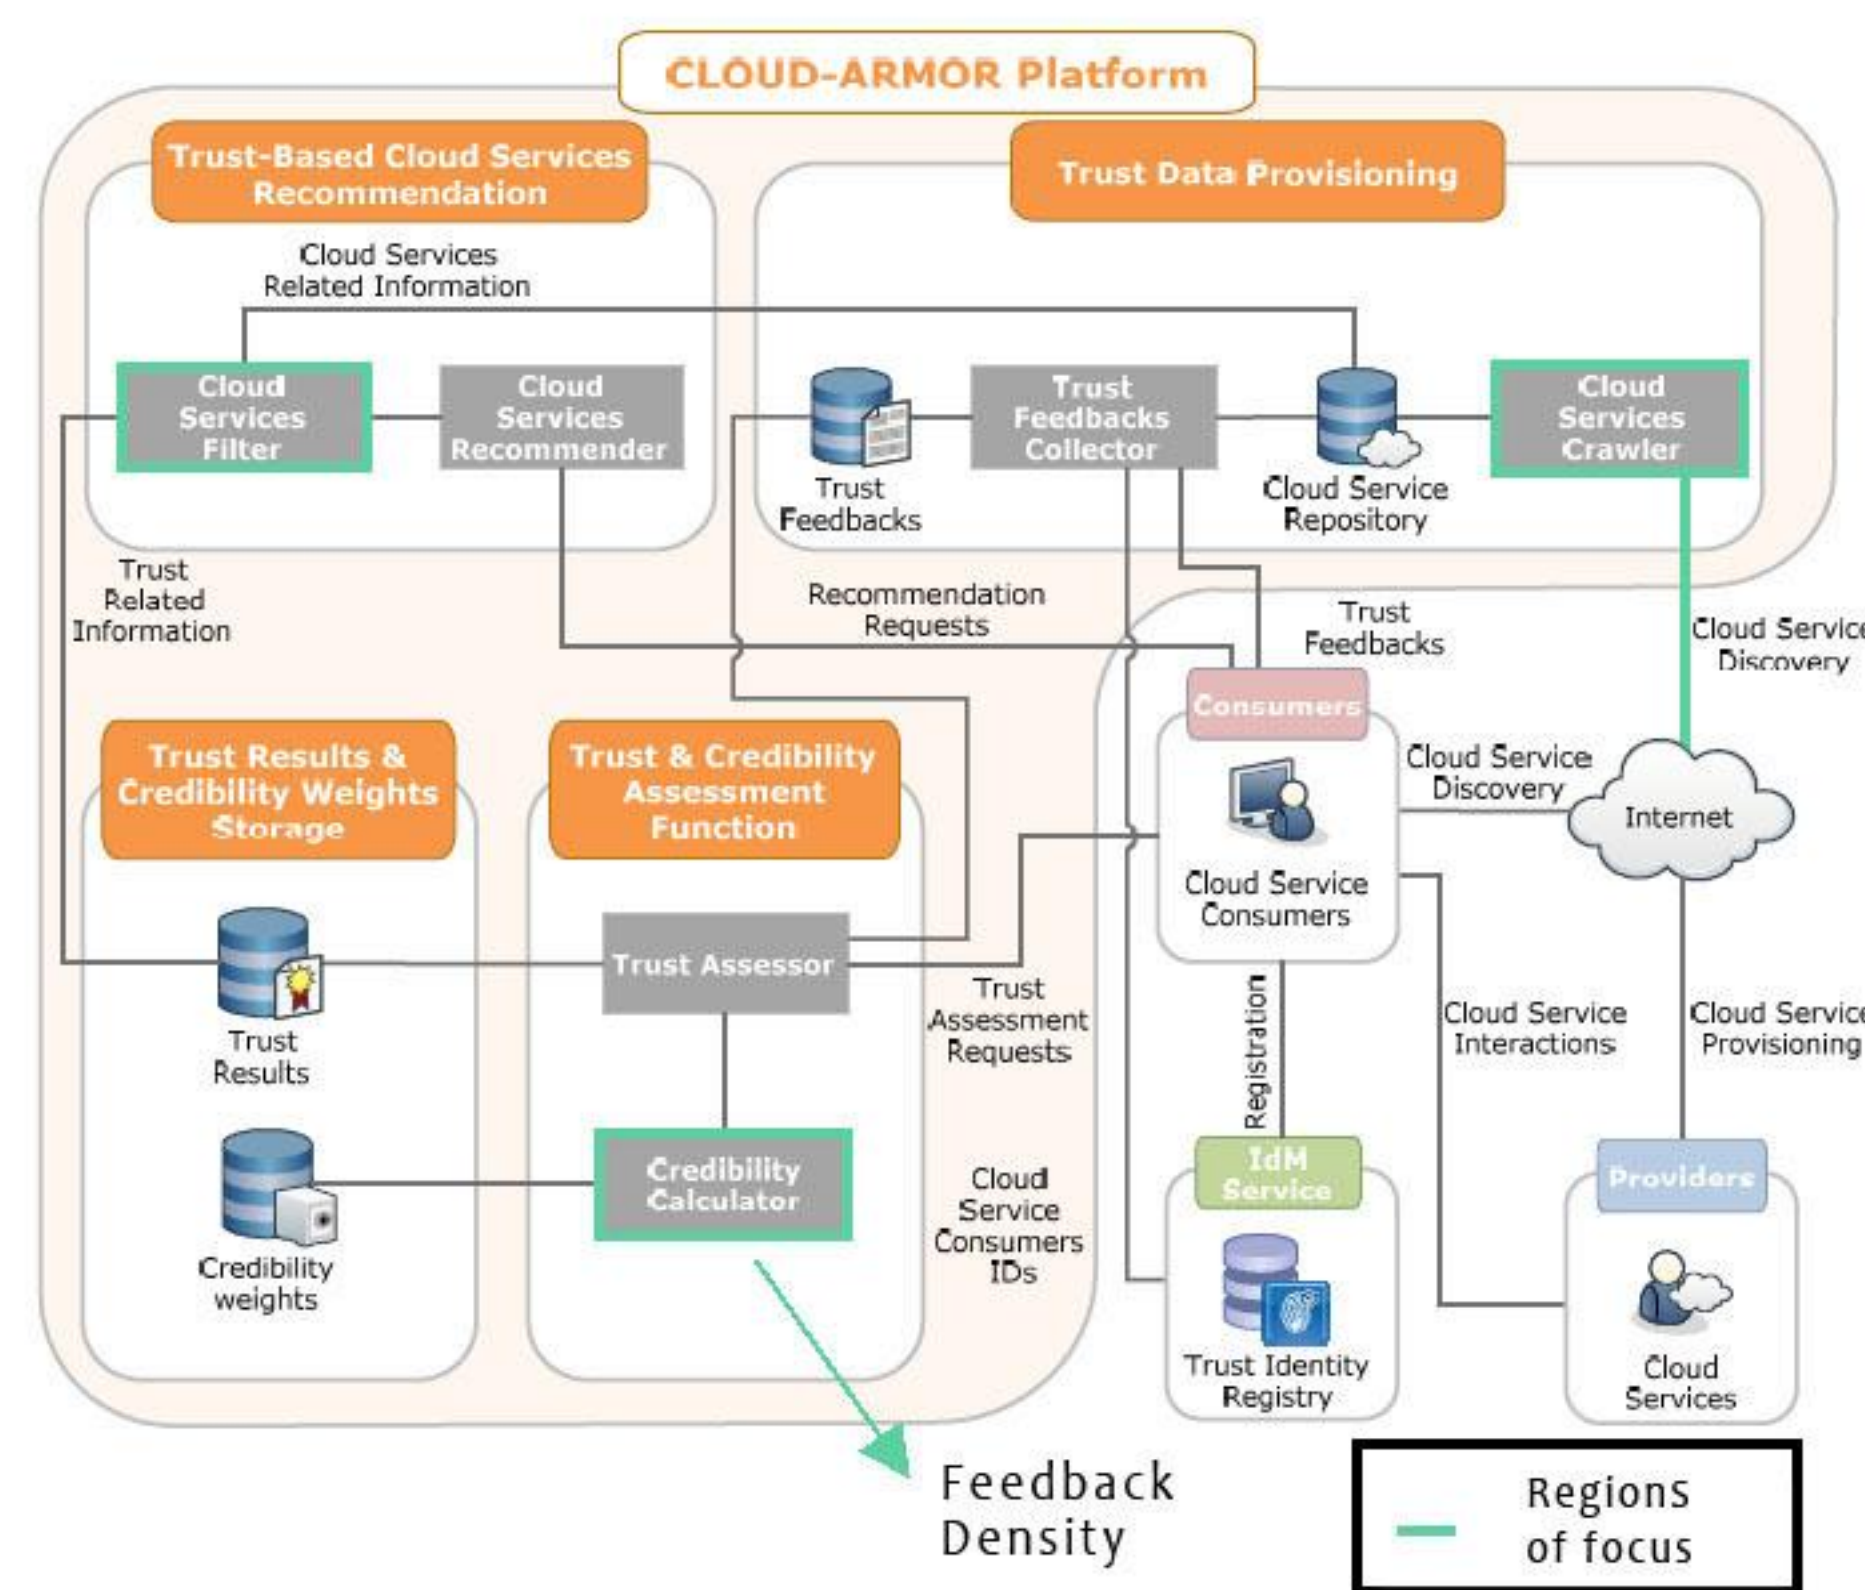 CLOUD-ARMOR Platform
Trust-Based Cloud Services
Recommendation
Trust Data Provisioning
Cloud Services
Related Information
Cloud
Services
Filter
Cloud
Services
Recommender
Trust
Feedbacks
Collector
Cloud
Services
Crawler
Trust
Feedbacks
Cloud Service
Repository
Trust
Related
Information
Recommendation
Requests
Trust
Feedbacks
Cloud Service
Discovery
Consumers
Trust Results &
Credibility Weights
Storage
Trust & Credibility
Assessment
Function
Cloud Service
Discovery
Internet
Cloud Service
Consumers
Trust Assessor
Trust
Results
Trust
Assessment
Requests
Registration
Cloud Service
Interactions
Cloud Service
Provisioning
Credibility
Calculator
Cloud
Service
Consumers
IDs
IdM
Service
Providers
Credibility
weights
Trust Identity
Registry
Cloud
Services
Feedback
Density
Regions
of focus